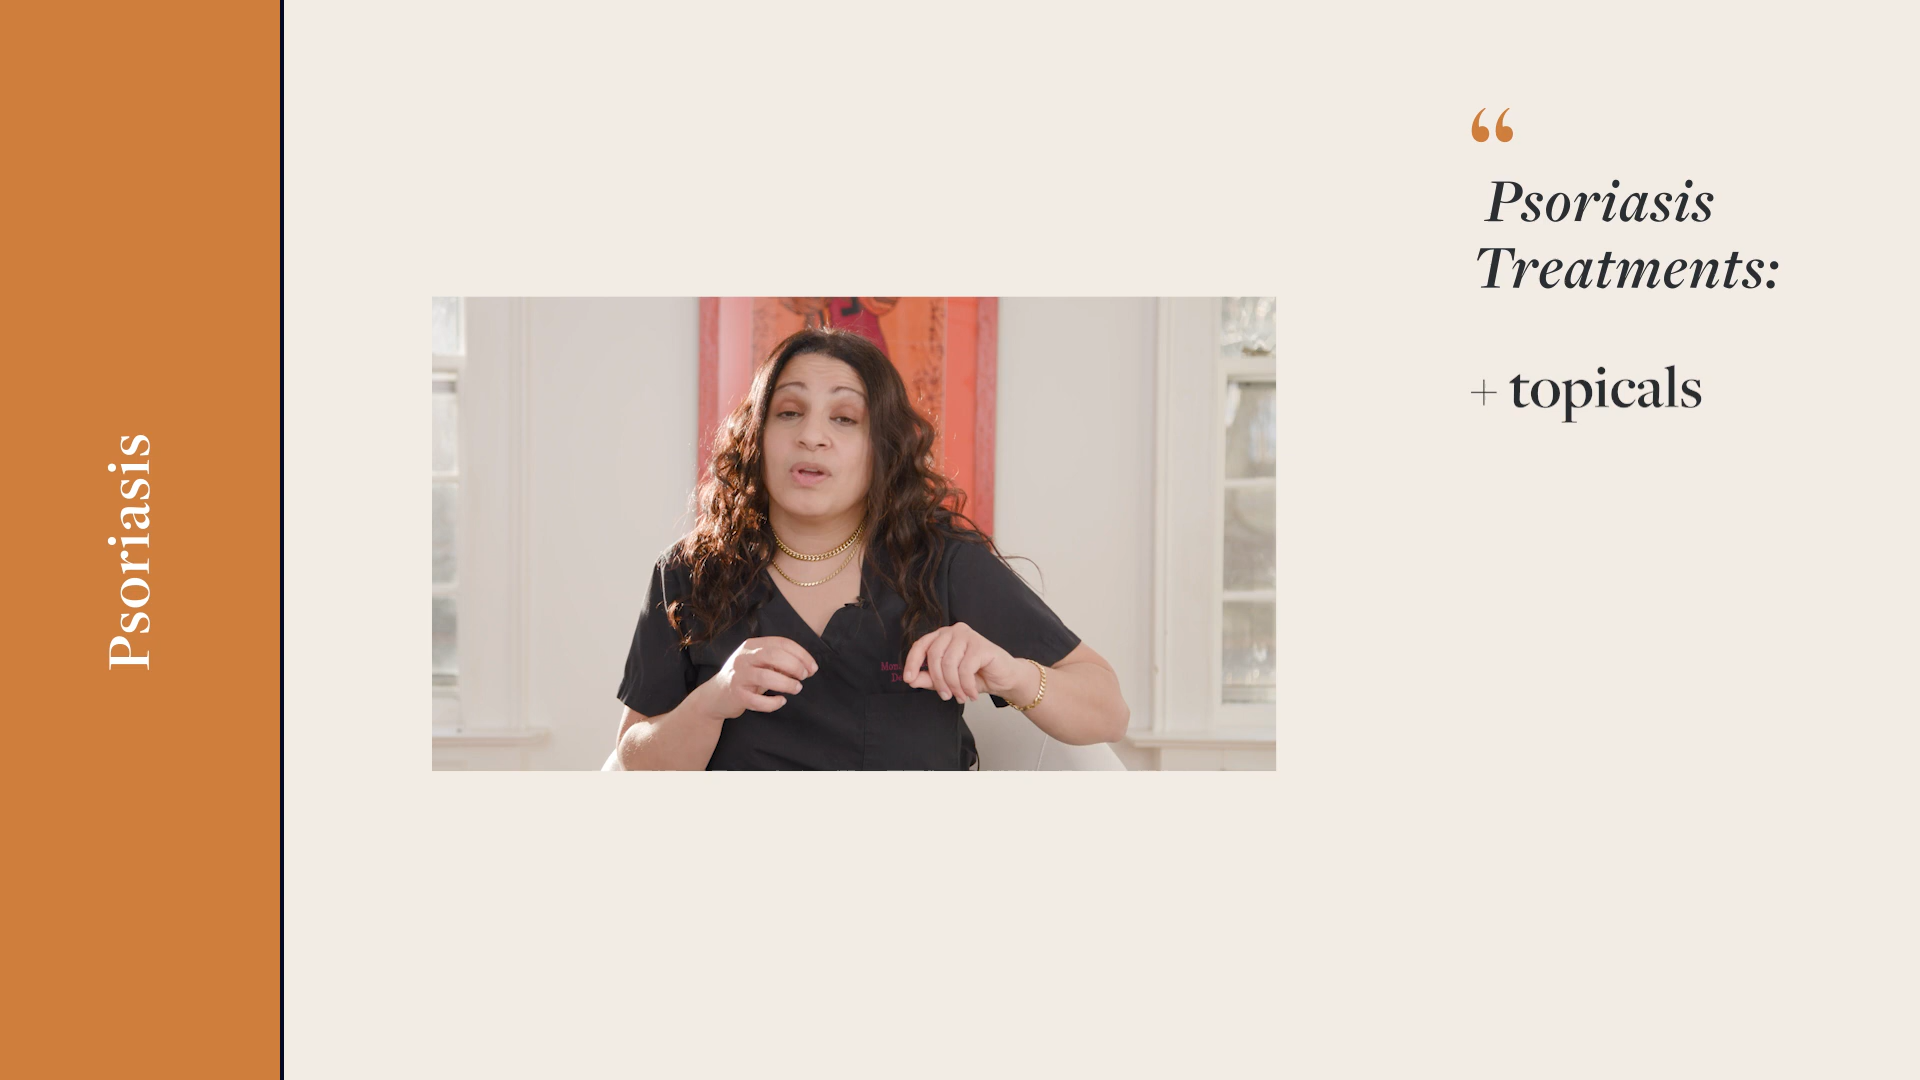 Psoriasis
“
Psoriasis
Treatments:
+ topicals